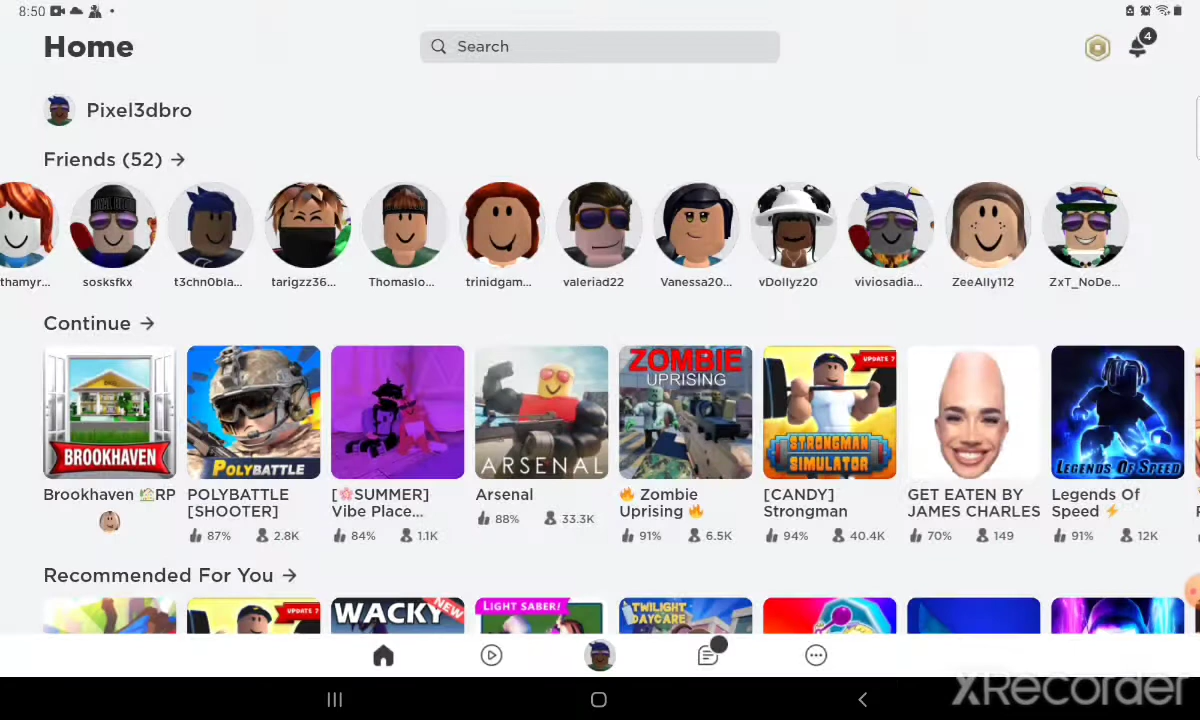 8:50
Home
Search
4
Pixel3dbro
Friends (52)
thamyr... sosksfkx t3chn0bla... tarigzz36... Thomaslo... trinidgam... valeriad22 Vanessa20... vDollyz20 viviosadia... ZeeAlly112 ZxT_NoDe...
Continue
BROOKHAVEN
POLYBATTLE
ARSENAL
ZOMBIE
UPRISING
UPDATE 7
STRONGMAN
SIMULATOR
LEGENDS OF SPEED
Brookhaven 🏡RP
POLYBATTLE
[SHOOTER]
87% 2.8K
[🌸SUMMER]
Vibe Place...
84% 1.1K
Arsenal
88% 33.3K
🔥 Zombie
Uprising 🔥
91% 6.5K
[CANDY]
Strongman
94% 40.4K
GET EATEN BY
JAMES CHARLES
70% 149
Legends Of
Speed ⚡
91% 12K
Recommended For You
UPDATE 7
WACKY
NEW
LIGHT SABER!
TWILIGHT
DAYCARE
XRecorder